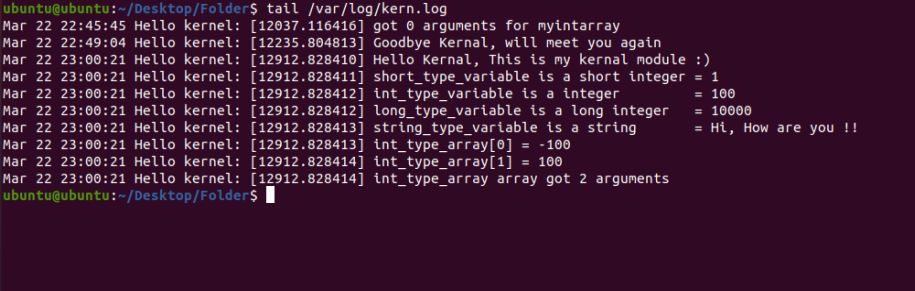 ubuntu@ubuntu:~/Desktop/Folder$ tail /var/log/kern.log
Mar 22 22:45:45 Hello kernel: [12037.116416] got 0 arguments for myintarray
Mar 22 22:49:04 Hello kernel: [12235.804813] Goodbye Kernal, will meet you again
Mar 22 23:00:21 Hello kernel: [12912.828410] Hello Kernal, This is my kernal module :)
Mar 22 23:00:21 Hello kernel: [12912.828411] short_type_variable is a short integer = 1
Mar 22 23:00:21 Hello kernel: [12912.828412] int_type_variable is a integer         = 100
Mar 22 23:00:21 Hello kernel: [12912.828412] long_type_variable is a long integer   = 10000
Mar 22 23:00:21 Hello kernel: [12912.828413] string_type_variable is a string       = Hi, How are you !!
Mar 22 23:00:21 Hello kernel: [12912.828413] int_type_array[0] = -100
Mar 22 23:00:21 Hello kernel: [12912.828414] int_type_array[1] = 100
Mar 22 23:00:21 Hello kernel: [12912.828414] int_type_array array got 2 arguments
ubuntu@ubuntu:~/Desktop/Folder$